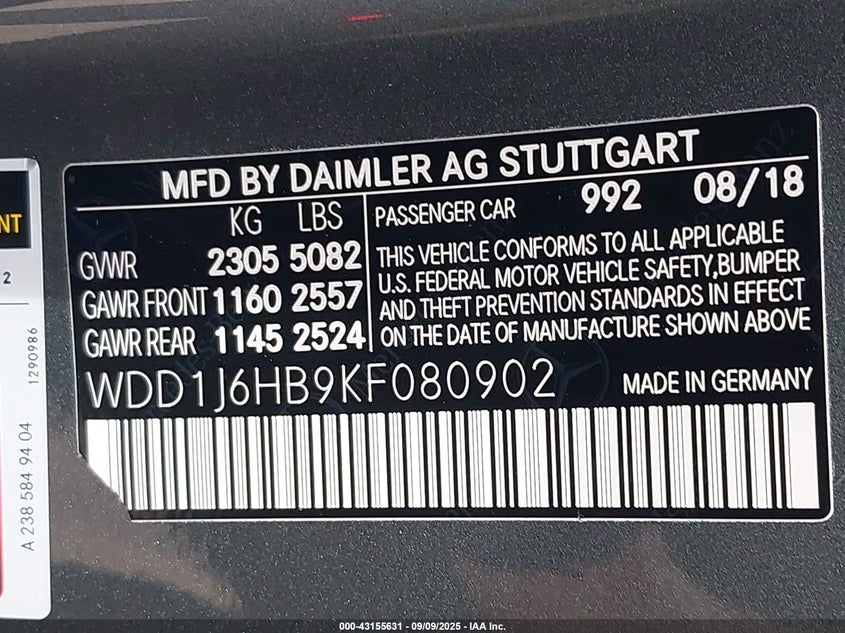 MFD BY DAIMLER AG STUTTGART
KG LBS
GVWR 2305 5082
GAWR FRONT 1160 2557
GAWR REAR 1145 2524
PASSENGER CAR 992 08/18
THIS VEHICLE CONFORMS TO ALL APPLICABLE
U.S. FEDERAL MOTOR VEHICLE SAFETY,BUMPER
AND THEFT PREVENTION STANDARDS IN EFFECT
ON THE DATE OF MANUFACTURE SHOWN ABOVE
WDD1J6HB9KF080902 MADE IN GERMANY
NT
2
1290986
A 238 584 94 04
000-43155631 - 09/09/2025 - IAA Inc.